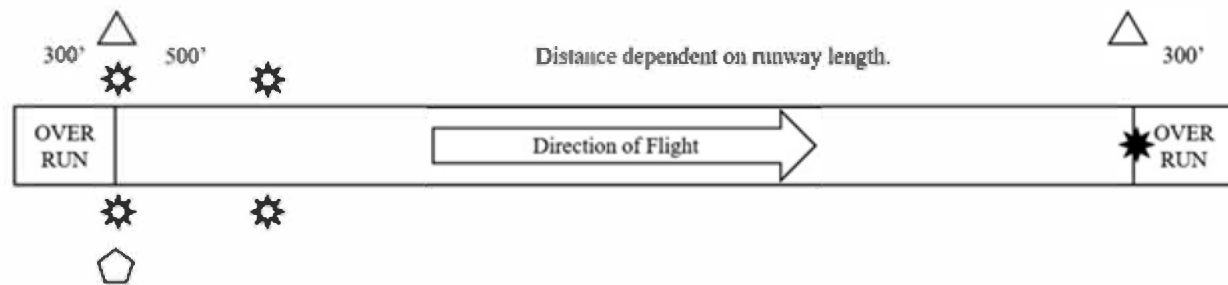 300’
500’
Distance dependent on runway length.
300’
OVER
RUN
Direction of Flight
OVER
RUN